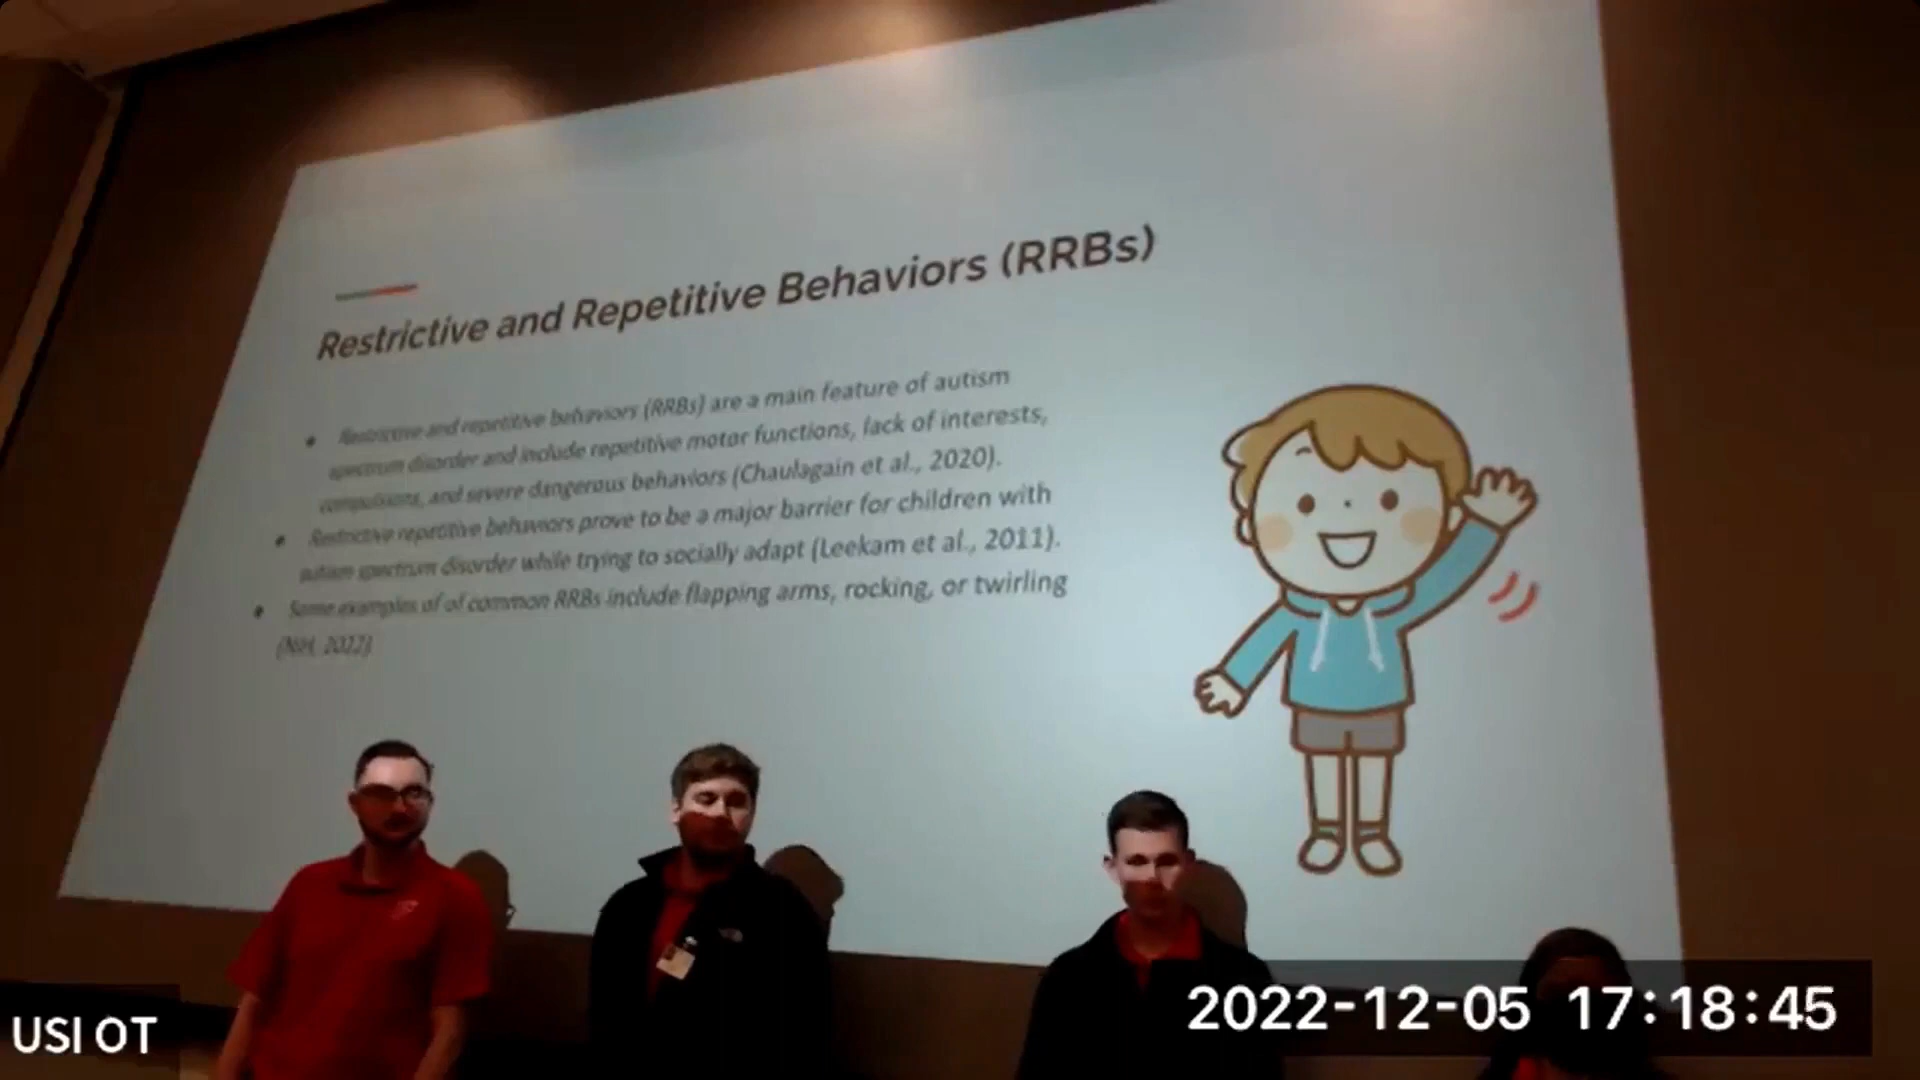 Restrictive and Repetitive Behaviors (RRBs)
● Restrictive and repetitive behaviors (RRBs) are a main feature of autism
spectrum disorder and include repetitive motor functions, lack of interests,
compulsions, and severe dangerous behaviors (Chaulagain et al., 2020).
● Restrictive repetitive behaviors prove to be a major barrier for children with
autism spectrum disorder while trying to socially adapt (Leekam et al., 2011).
● Some examples of of common RRBs include flapping arms, rocking, or twirling
(NIH, 2022)
2022-12-05 17:18:45
USI OT